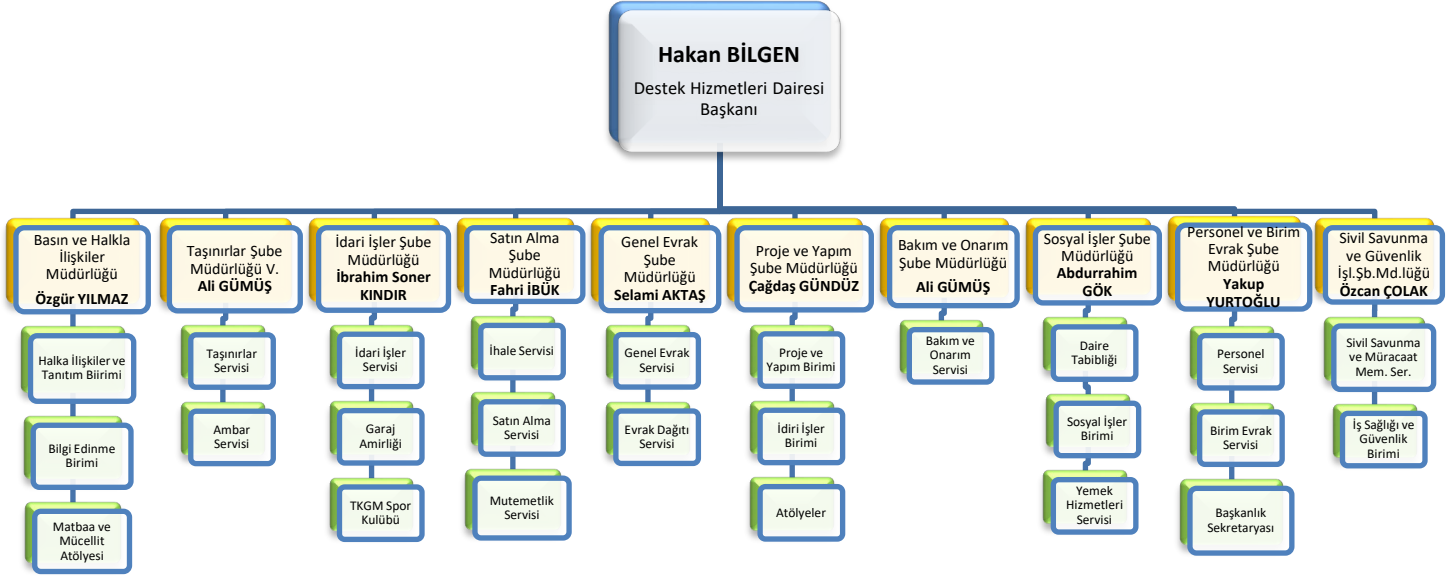 Hakan BİLGEN
Destek Hizmetleri Dairesi
Başkanı
Basın ve Halkla
İlişkiler
Müdürlüğü
Özgür YILMAZ
Halka İlişkiler ve
Tanıtım Biirimi
Bilgi Edinme
Birimi
Matbaa ve
Mücellit
Atölyesi
Taşınırlar Şube
Müdürlüğü V.
Ali GÜMÜŞ
Taşınırlar
Servisi
Ambar
Servisi
İdari İşler Şube
Müdürlüğü
İbrahim Soner
KINDIR
İdari İşler
Servisi
Garaj
Amirliği
TKGM Spor
Kulübü
Satın Alma
Şube
Müdürlüğü
Fahri İBÜK
İhale Servisi
Satın Alma
Servisi
Mutemetlik
Servisi
Genel Evrak
Şube
Müdürlüğü
Selami AKTAŞ
Genel Evrak
Servisi
Evrak Dağıtı
Servisi
Proje ve Yapım
Şube Müdürlüğü
Çağdaş GÜNDÜZ
Proje ve
Yapım Birimi
İdiri İşler
Birimi
Atölyeler
Bakım ve Onarım
Şube Müdürlüğü
Ali GÜMÜŞ
Bakım ve
Onarım
Servisi
Sosyal İşler Şube
Müdürlüğü
Abdurrahim
GÖK
Daire
Tabibliği
Sosyal İşler
Birimi
Yemek
Hizmetleri
Servisi
Personel ve Birim
Evrak Şube
Müdürlüğü
Yakup
YURTOĞLU
Personel
Servisi
Birim Evrak
Servisi
Başkanlık
Sekretaryası
Sivil Savunma
ve Güvenlik
İşl.Şb.Md.lüğü
Özcan ÇOLAK
Sivil Savunma
ve Müracaat
Mem. Ser.
İş Sağlığı ve
Güvenlik
Birimi